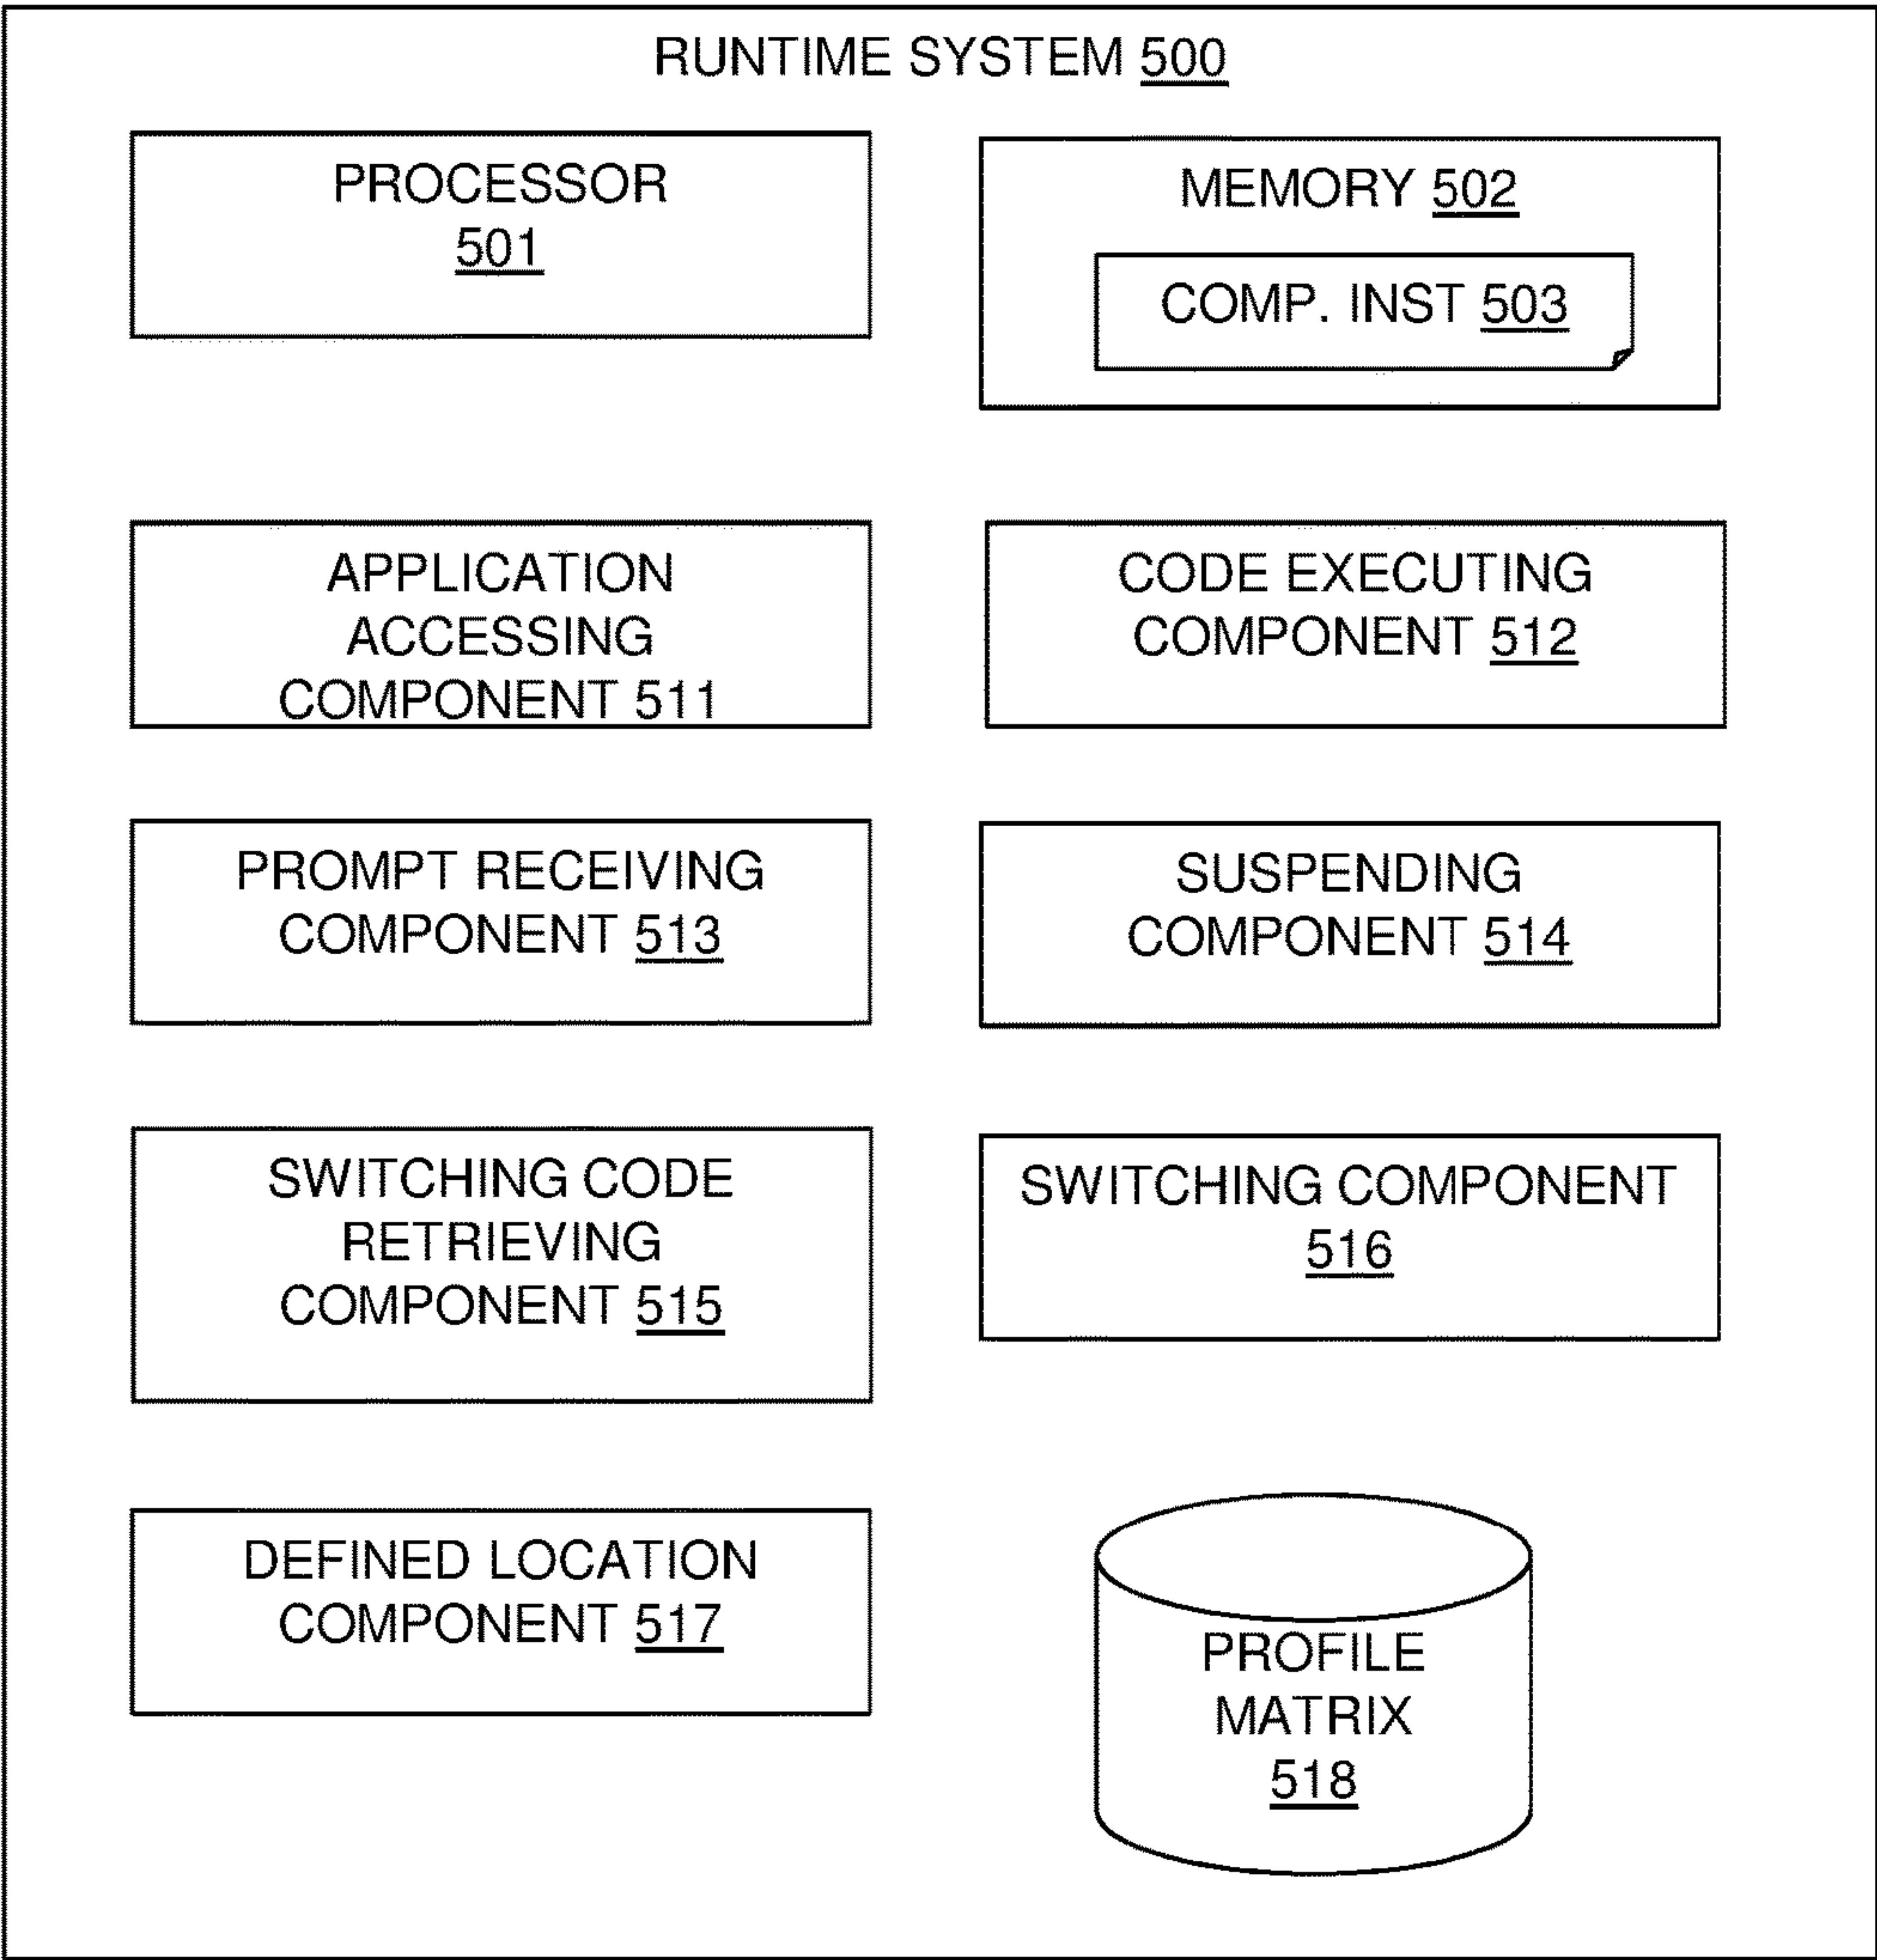 RUNTIME SYSTEM 500
PROCESSOR
501
MEMORY 502
COMP. INST 503
APPLICATION
ACCESSING
COMPONENT 511
CODE EXECUTING
COMPONENT 512
PROMPT RECEIVING
COMPONENT 513
SUSPENDING
COMPONENT 514
SWITCHING CODE
RETRIEVING
COMPONENT 515
SWITCHING COMPONENT
516
DEFINED LOCATION
COMPONENT 517
PROFILE
MATRIX
518